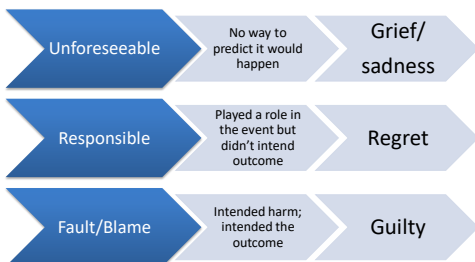 Unforeseeable
No way to
predict it would
happen
Grief/
sadness
Responsible
Played a role in
the event but
didn't intend
outcome
Regret
Fault/Blame
Intended harm;
intended the
outcome
Guilty